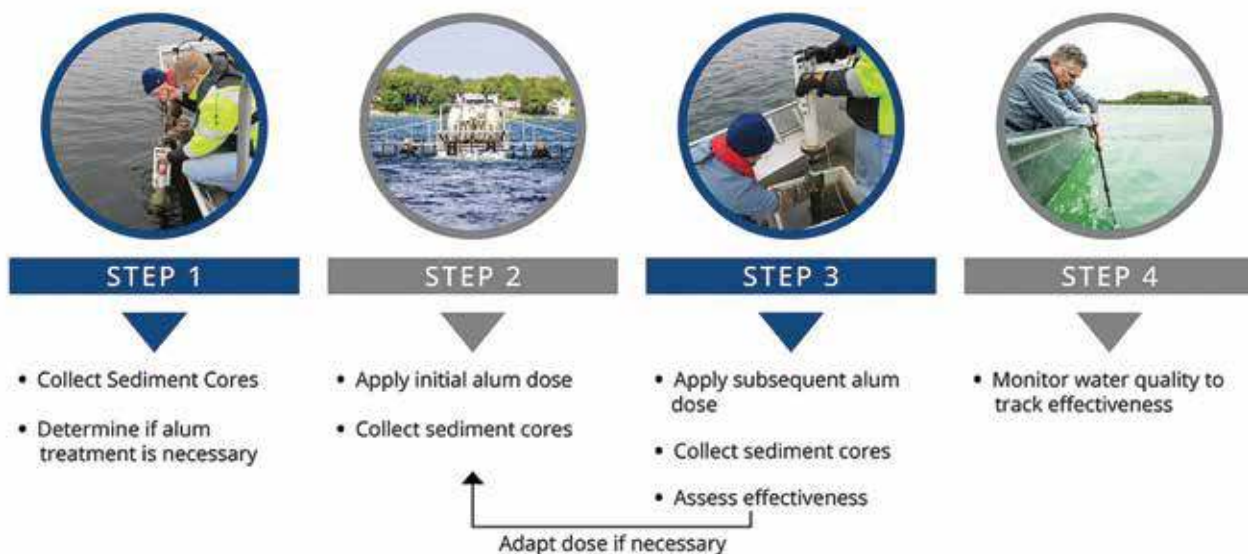 STEP 1
• Collect Sediment Cores
• Determine if alum
treatment is necessary
STEP 2
• Apply initial alum dose
• Collect sediment cores
STEP 3
• Apply subsequent alum
dose
• Collect sediment cores
• Assess effectiveness
Adapt dose if necessary
STEP 4
• Monitor water quality to
track effectiveness